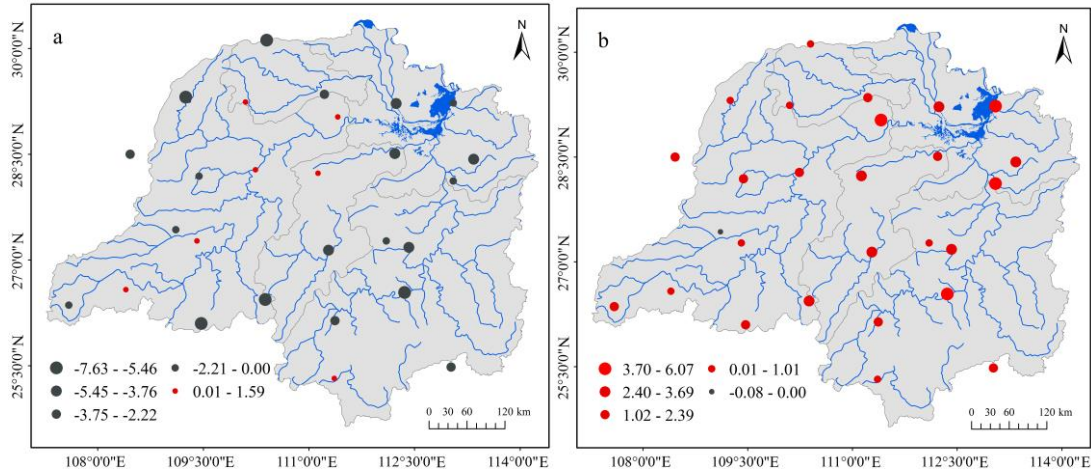 a
N
30°0'0"N
28°30'0"N
27°0'0"N
25°30'0"N
-7.63 - -5.46
-5.45 - -3.76
-3.75 - -2.22
-2.21 - 0.00
0.01 - 1.59
0 30 60 120 km
108°0'0"E 109°30'0"E 111°0'0"E 112°30'0"E 114°0'0"E
b
N
30°0'0"N
28°30'0"N
27°0'0"N
25°30'0"N
3.70 - 6.07
2.40 - 3.69
1.02 - 2.39
0.01 - 1.01
-0.08 - 0.00
0 30 60 120 km
108°0'0"E 109°30'0"E 111°0'0"E 112°30'0"E 114°0'0"E